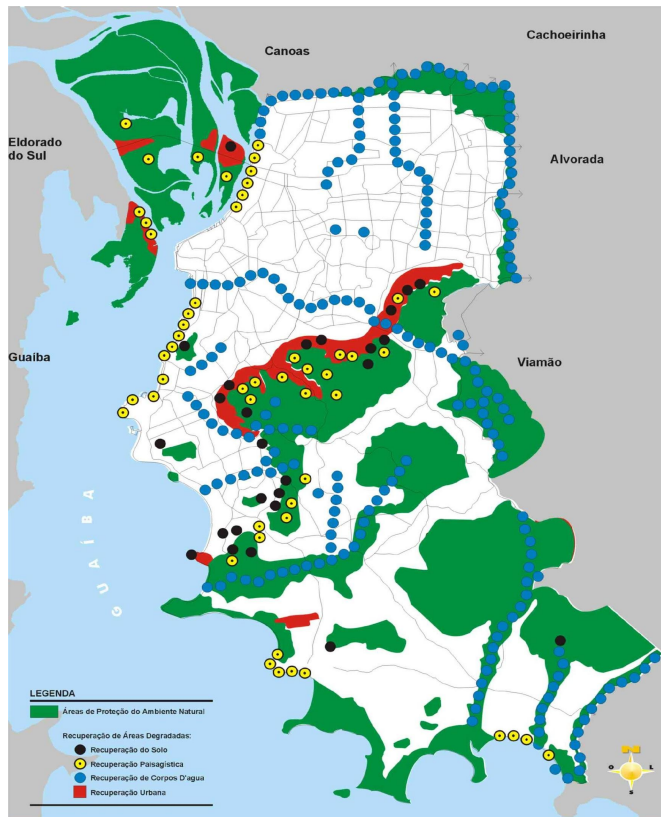 Canoas
Cachoeirinha
Eldorado
do Sul
Alvorada
Guaíba
Viamão
GUAÍBA
LEGENDA
Áreas de Proteção do Ambiente Natural
Recuperação de Áreas Degradadas:
Recuperação do Solo
Recuperação Paisagística
Recuperação de Corpos D'agua
Recuperação Urbana
O L
S